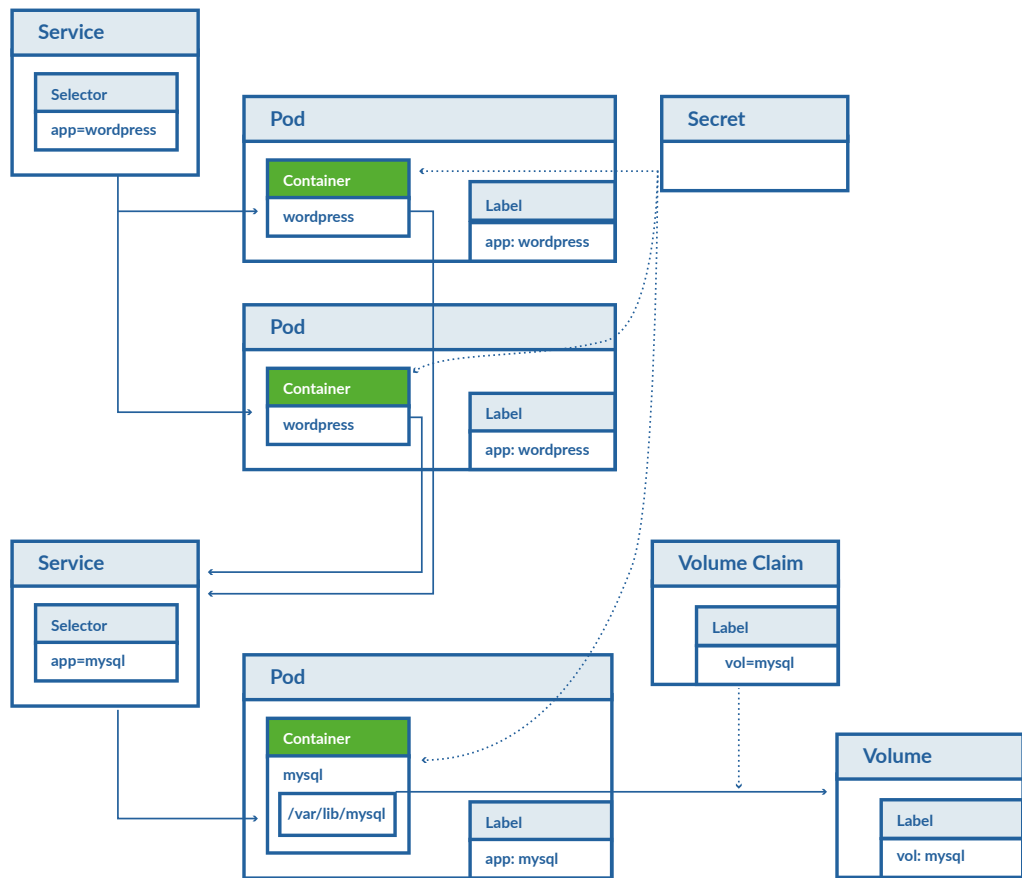 Service
Selector
app=wordpress
Pod
Container
wordpress
Label
app: wordpress
Secret
Pod
Container
wordpress
Label
app: wordpress
Service
Selector
app=mysql
Volume Claim
Label
vol=mysql
Pod
Container
mysql
/var/lib/mysql
Label
app: mysql
Volume
Label
vol: mysql